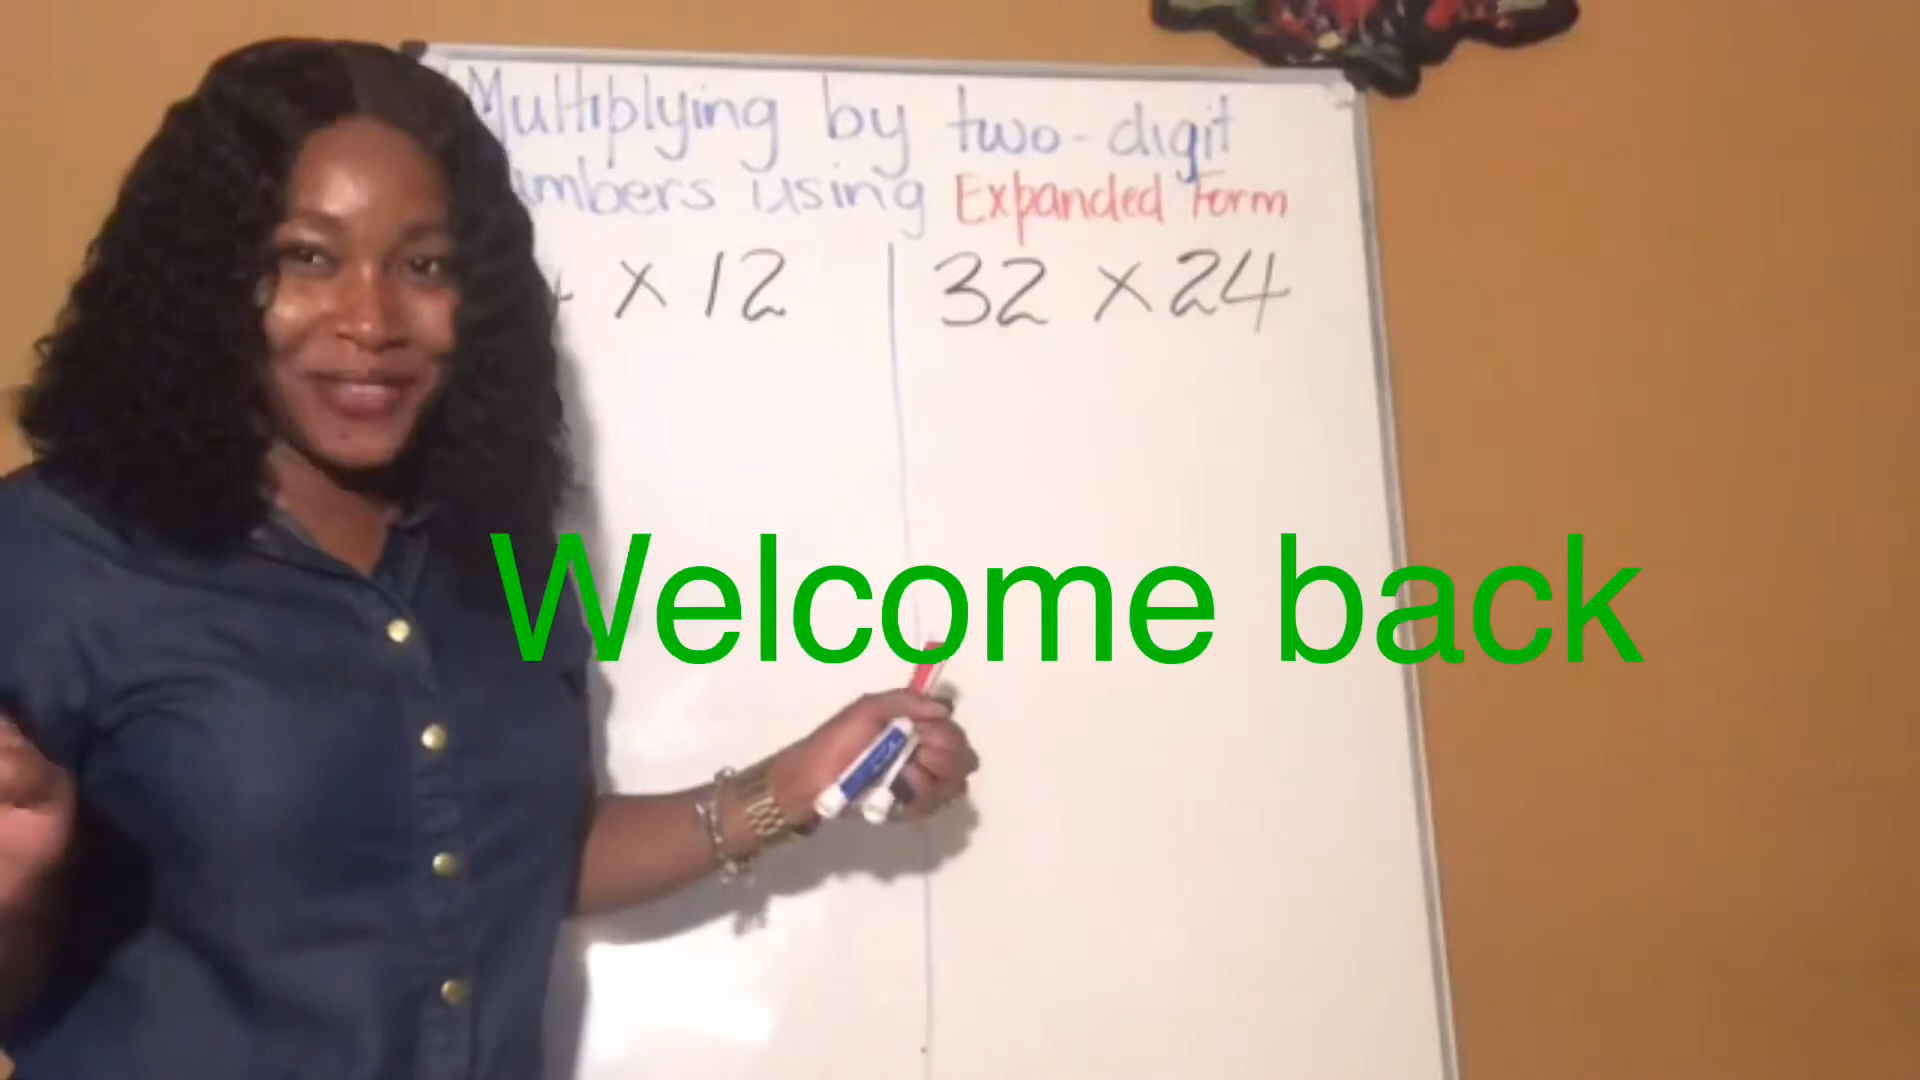 Multiplying by two-digit
umbers using Expanded Form
x 12
32 x 24
Welcome back